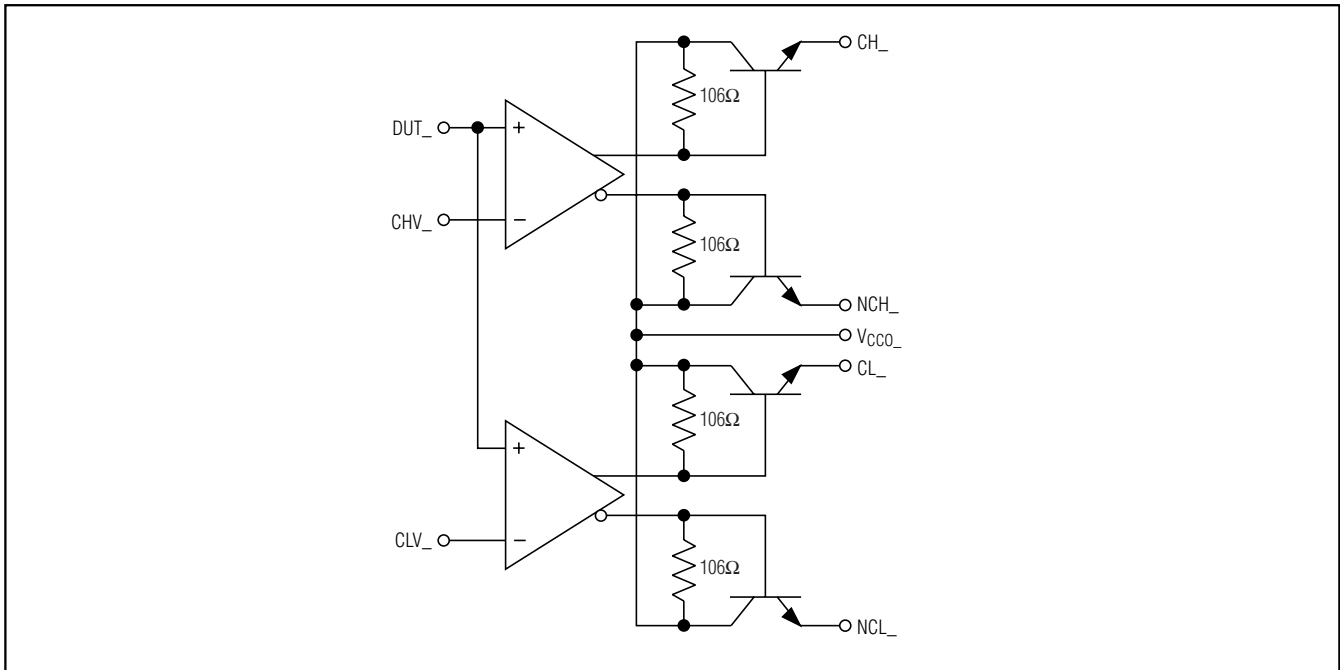 CH_
106Ω
DUT_
+
CHV_
−
106Ω
NCH_
VCCO_
CL_
+
106Ω
CLV_
−
106Ω
NCL_